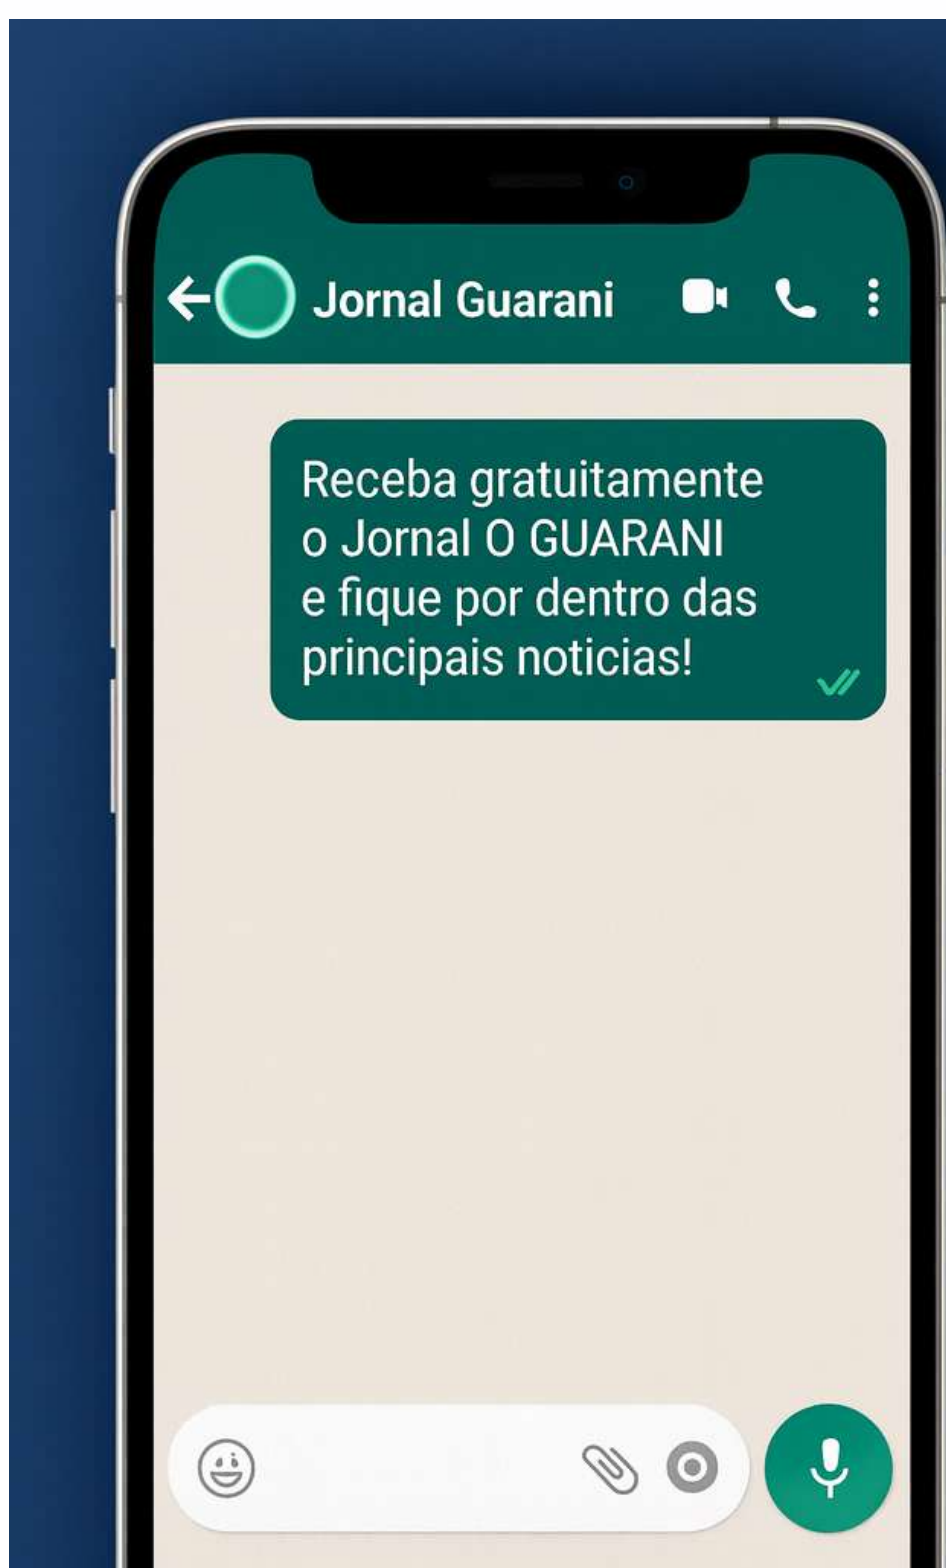 Jornal Guarani
Receba gratuitamente
o Jornal O GUARANI
e fique por dentro das
principais noticias!